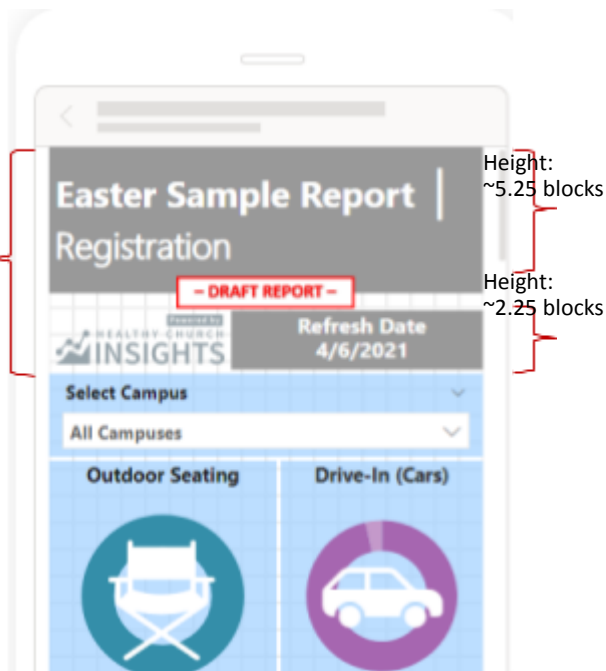 Easter Sample Report |
Registration
Height:
~5.25 blocks
– DRAFT REPORT –
Height:
~2.25 blocks
Powered by
HEALTHY CHURCH
INSIGHTS
Refresh Date
4/6/2021
Select Campus
All Campuses
Outdoor Seating
Drive-In (Cars)